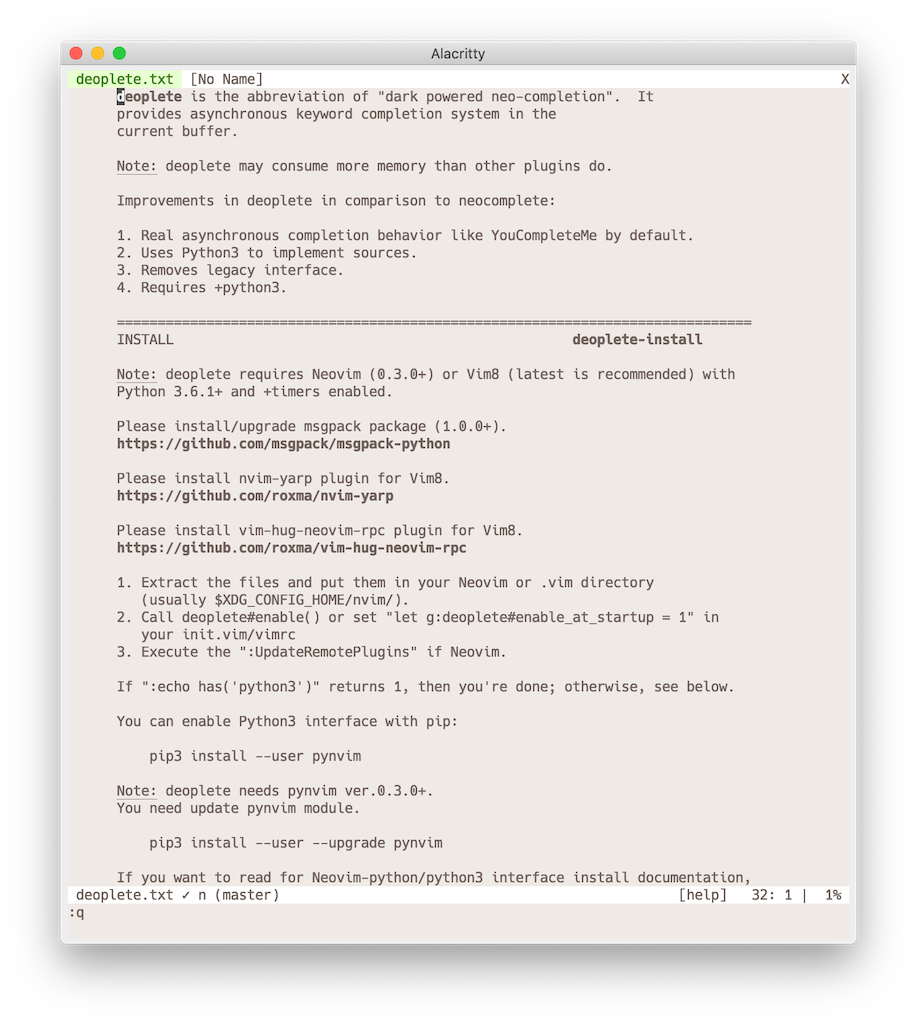 Alacritty
deoplete.txt [No Name] X
deoplete is the abbreviation of "dark powered neo-completion".  It
provides asynchronous keyword completion system in the
current buffer.
Note: deoplete may consume more memory than other plugins do.
Improvements in deoplete in comparison to neocomplete:
1. Real asynchronous completion behavior like YouCompleteMe by default.
2. Uses Python3 to implement sources.
3. Removes legacy interface.
4. Requires +python3.
==============================================================================
INSTALL deoplete-install
Note: deoplete requires Neovim (0.3.0+) or Vim8 (latest is recommended) with
Python 3.6.1+ and +timers enabled.
Please install/upgrade msgpack package (1.0.0+).
https://github.com/msgpack/msgpack-python
Please install nvim-yarp plugin for Vim8.
https://github.com/roxma/nvim-yarp
Please install vim-hug-neovim-rpc plugin for Vim8.
https://github.com/roxma/vim-hug-neovim-rpc
1. Extract the files and put them in your Neovim or .vim directory
(usually $XDG_CONFIG_HOME/nvim/).
2. Call deoplete#enable() or set "let g:deoplete#enable_at_startup = 1" in
your init.vim/vimrc
3. Execute the ":UpdateRemotePlugins" if Neovim.
If ":echo has('python3')" returns 1, then you're done; otherwise, see below.
You can enable Python3 interface with pip:
pip3 install --user pynvim
Note: deoplete needs pynvim ver.0.3.0+.
You need update pynvim module.
pip3 install --user --upgrade pynvim
If you want to read for Neovim-python/python3 interface install documentation,
deoplete.txt ✓ n (master) [help] 32: 1 | 1%
:q